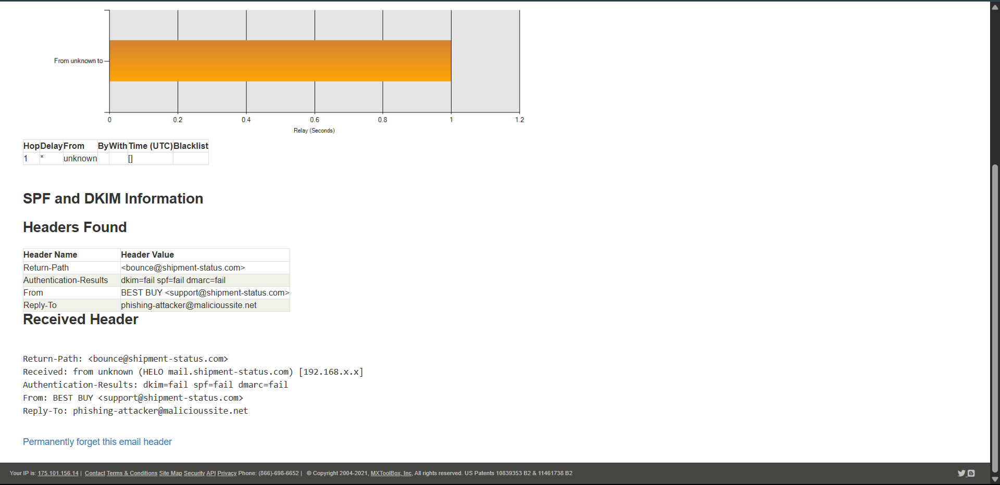 From unknown to
0 0.2 0.4 0.6 0.8 1 1.2
Relay (Seconds)
Hop Delay From By With Time (UTC) Blacklist
1 * unknown []
SPF and DKIM Information
Headers Found
Header Name Header Value
Return-Path <bounce@shipment-status.com>
Authentication-Results dkim=fail spf=fail dmarc=fail
From BEST BUY <support@shipment-status.com>
Reply-To phishing-attacker@malicioussite.net
Received Header
Return-Path: <bounce@shipment-status.com>
Received: from unknown (HELO mail.shipment-status.com) [192.168.x.x]
Authentication-Results: dkim=fail spf=fail dmarc=fail
From: BEST BUY <support@shipment-status.com>
Reply-To: phishing-attacker@malicioussite.net
Permanently forget this email header
Your IP is: 175.101.156.14 | Contact Terms & Conditions Site Map Security API Privacy Phone: (866)-698-6652 | © Copyright 2004-2021, MXToolBox, Inc, All rights reserved. US Patents 10839353 B2 & 11461738 B2